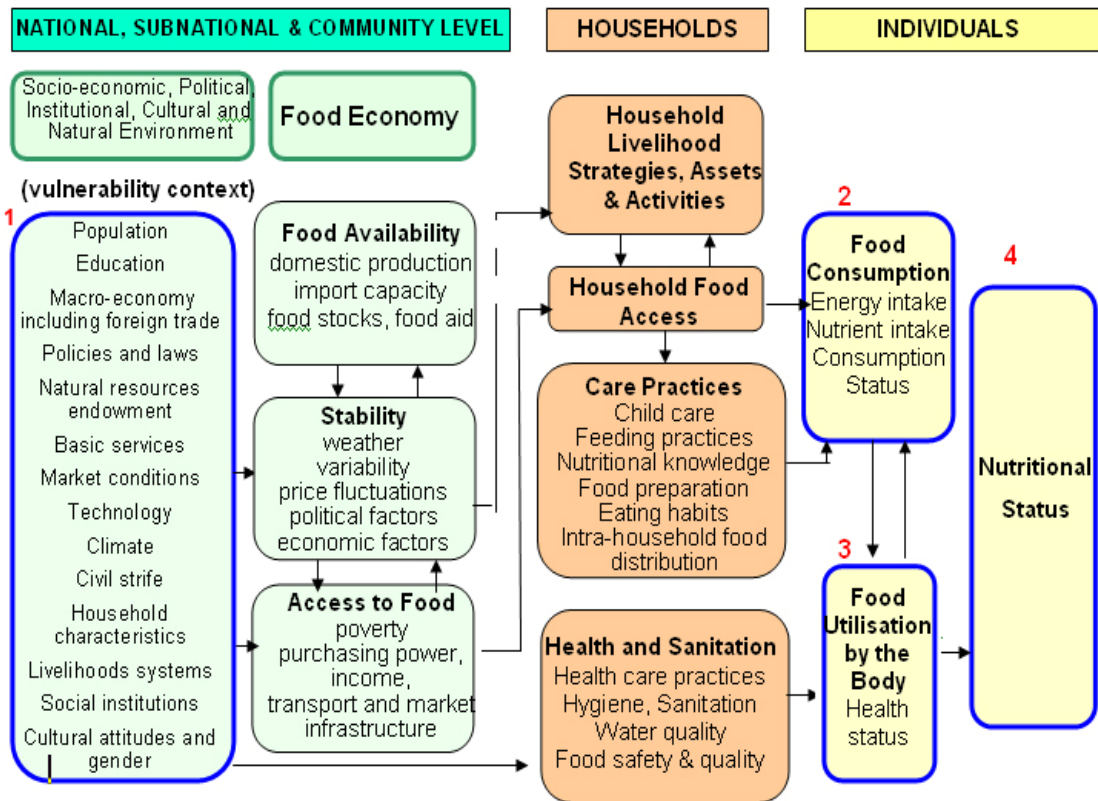 NATIONAL, SUBNATIONAL & COMMUNITY LEVEL
HOUSEHOLDS
INDIVIDUALS
Socio-economic, Political,
Institutional, Cultural and
Natural Environment
Food Economy
(vulnerability context)
1
Population
Education
Macro-economy
including foreign trade
Policies and laws
Natural resources
endowment
Basic services
Market conditions
Technology
Climate
Civil strife
Household
characteristics
Livelihoods systems
Social institutions
Cultural attitudes and
gender
Food Availability
domestic production
import capacity
food stocks, food aid
Stability
weather
variability
price fluctuations
political factors
economic factors
Access to Food
poverty
purchasing power,
income,
transport and market
infrastructure
Household
Livelihood
Strategies, Assets
& Activities
Household Food
Access
Care Practices
Child care
Feeding practices
Nutritional knowledge
Food preparation
Eating habits
Intra-household food
distribution
Health and Sanitation
Health care practices
Hygiene, Sanitation
Water quality
Food safety & quality
2
Food
Consumption
Energy intake
Nutrient intake
Consumption
Status
3
Food
Utilisation
by the
Body
Health
status
4
Nutritional
Status